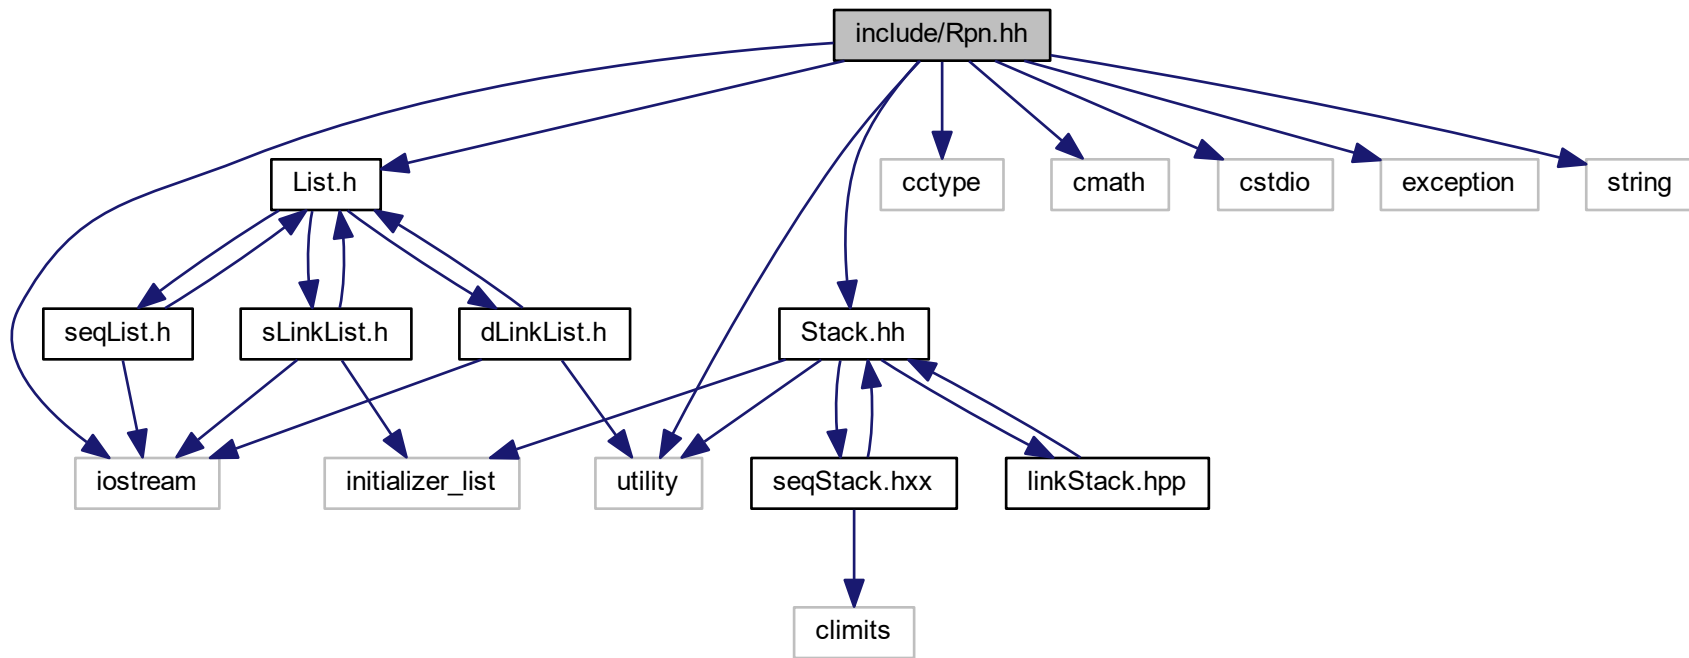 include/Rpn.hh
List.h
cctype
cmath
cstdio
exception
string
seqList.h
sLinkList.h
dLinkList.h
Stack.hh
iostream
initializer_list
utility
seqStack.hxx
linkStack.hpp
climits